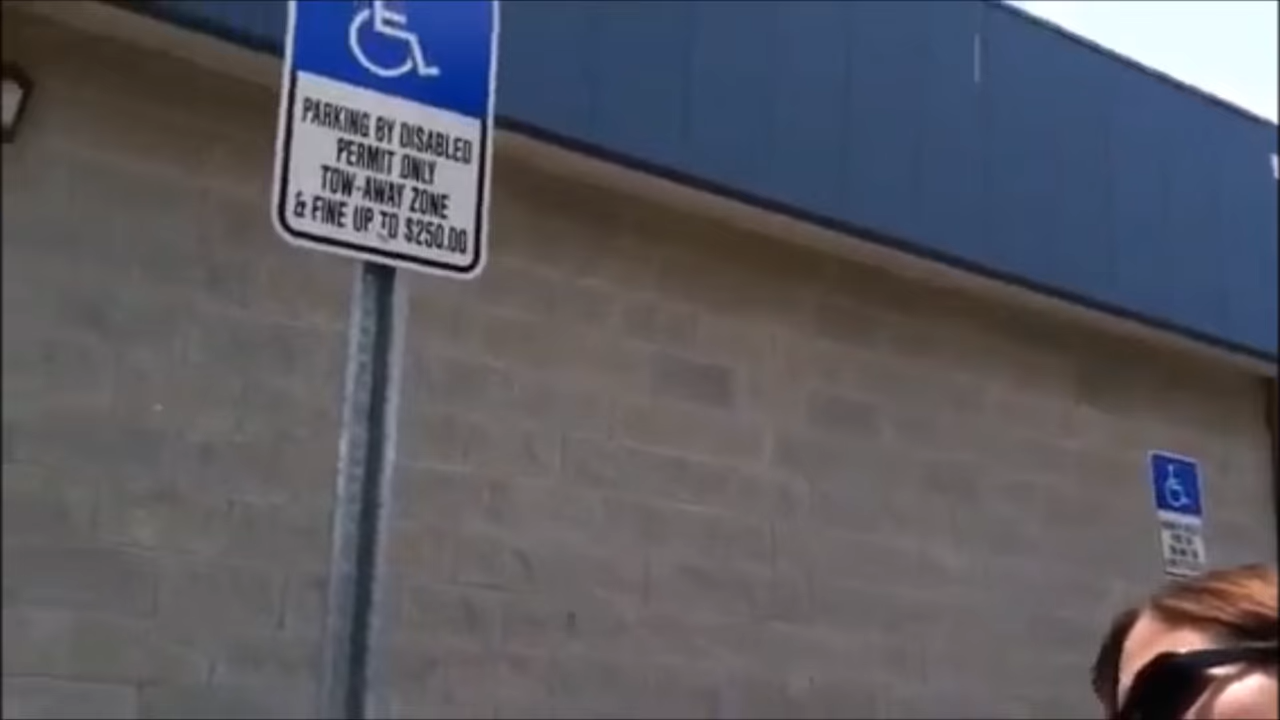 PARKING BY DISABLED
PERMIT ONLY
TOW-AWAY ZONE
& FINE UP TO $250.00